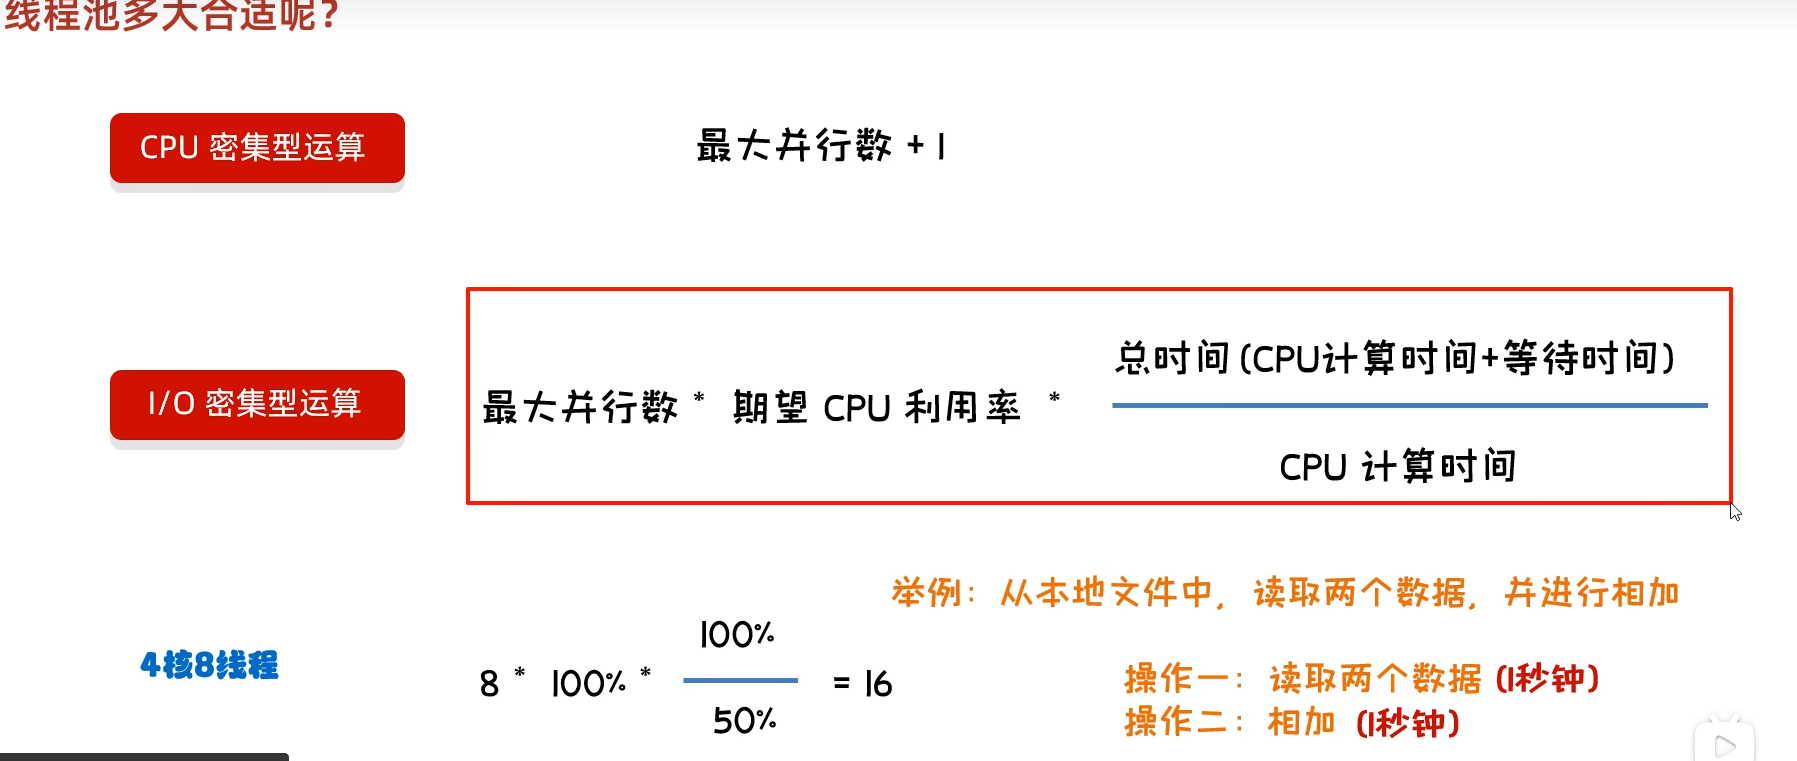 线程池多大合适呢?
CPU 密集型运算
最大并行数 + 1
I/O 密集型运算
最大并行数 * 期望 CPU 利用率 *
总时间(CPU计算时间+等待时间)
CPU 计算时间
举例：从本地文件中，读取两个数据，并进行相加
4核8线程
8 * 100% *
100%
50%
= 16
操作一：读取两个数据 (1秒钟)
操作二：相加 (1秒钟)